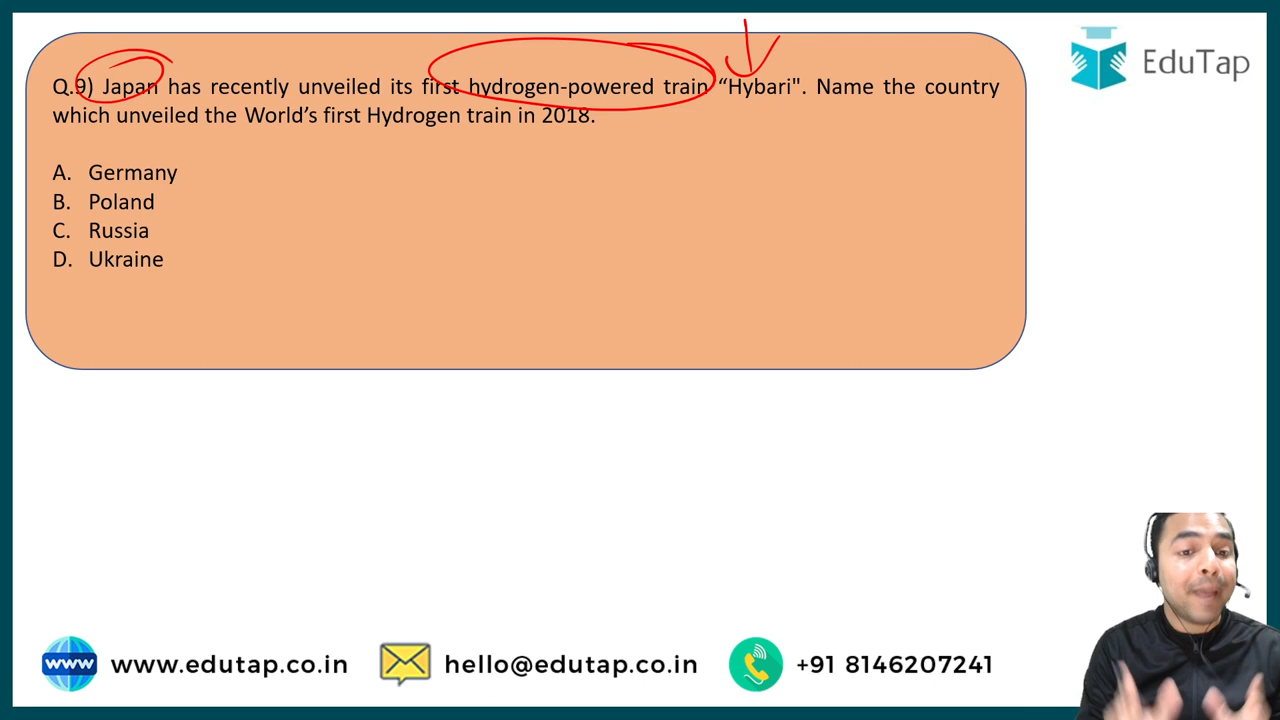 Q.9) Japan has recently unveiled its first hydrogen-powered train “Hybari". Name the country
which unveiled the World’s first Hydrogen train in 2018.
A. Germany
B. Poland
C. Russia
D. Ukraine
EduTap
www
www.edutap.co.in
hello@edutap.co.in
+91 8146207241